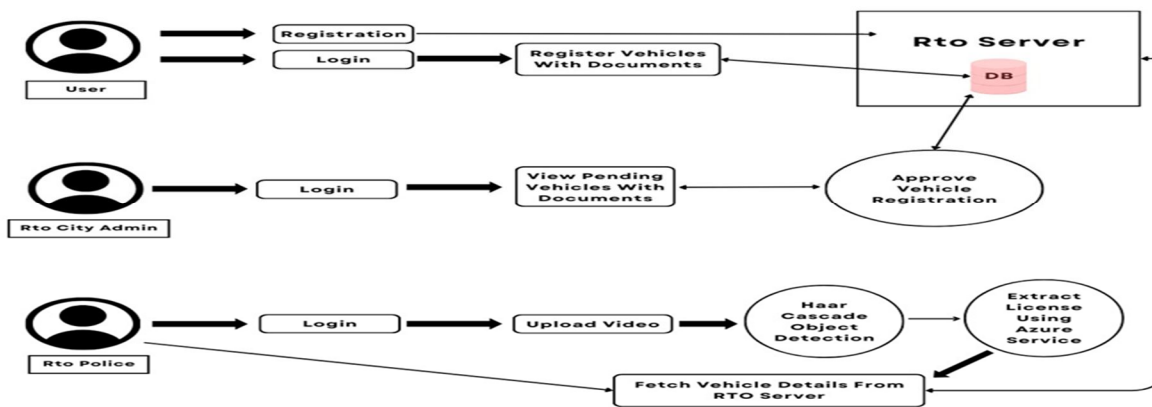 Registration
Rto Server
Login
Register Vehicles
With Documents
DB
User
Login
View Pending
Vehicles With
Documents
Approve
Vehicle
Registration
Rto City Admin
Login
Upload Video
Haar
Cascade
Object
Detection
Extract
License
Using
Azure
Service
Rto Police
Fetch Vehicle Details From
RTO Server